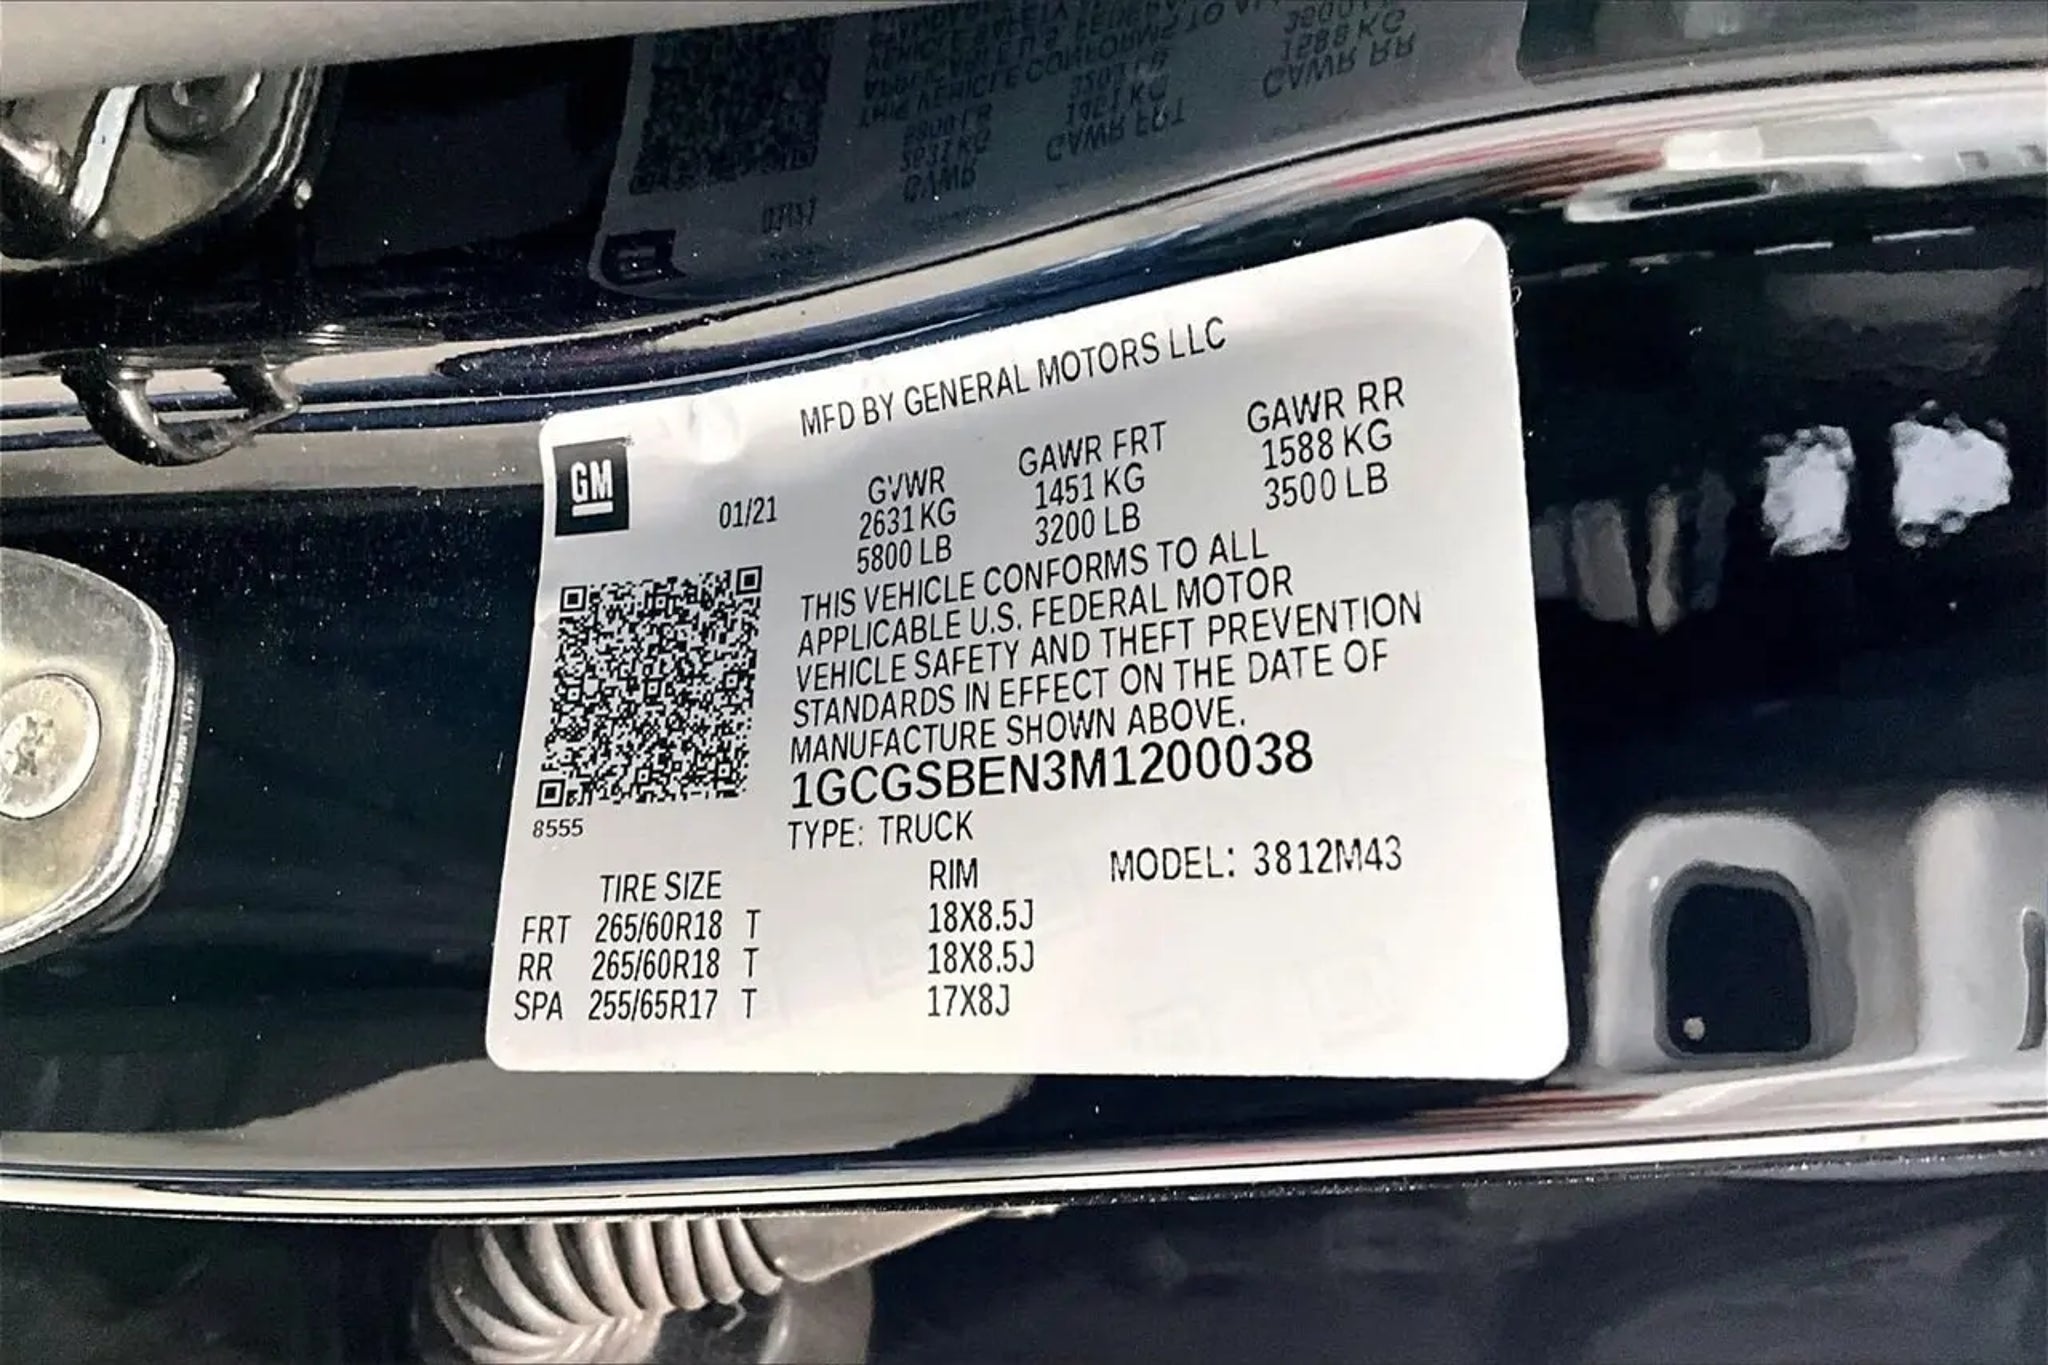 MFD BY GENERAL MOTORS LLC
GM
01/21
GVWR
2631 KG
5800 LB
GAWR FRT
1451 KG
3200 LB
GAWR RR
1588 KG
3500 LB
THIS VEHICLE CONFORMS TO ALL
APPLICABLE U.S. FEDERAL MOTOR
VEHICLE SAFETY AND THEFT PREVENTION
STANDARDS IN EFFECT ON THE DATE OF
MANUFACTURE SHOWN ABOVE.
1GCGSBEN3M1200038
8555
TYPE: TRUCK
MODEL: 3812M43
TIRE SIZE RIM
FRT 265/60R18 T 18X8.5J
RR 265/60R18 T 18X8.5J
SPA 255/65R17 T 17X8J